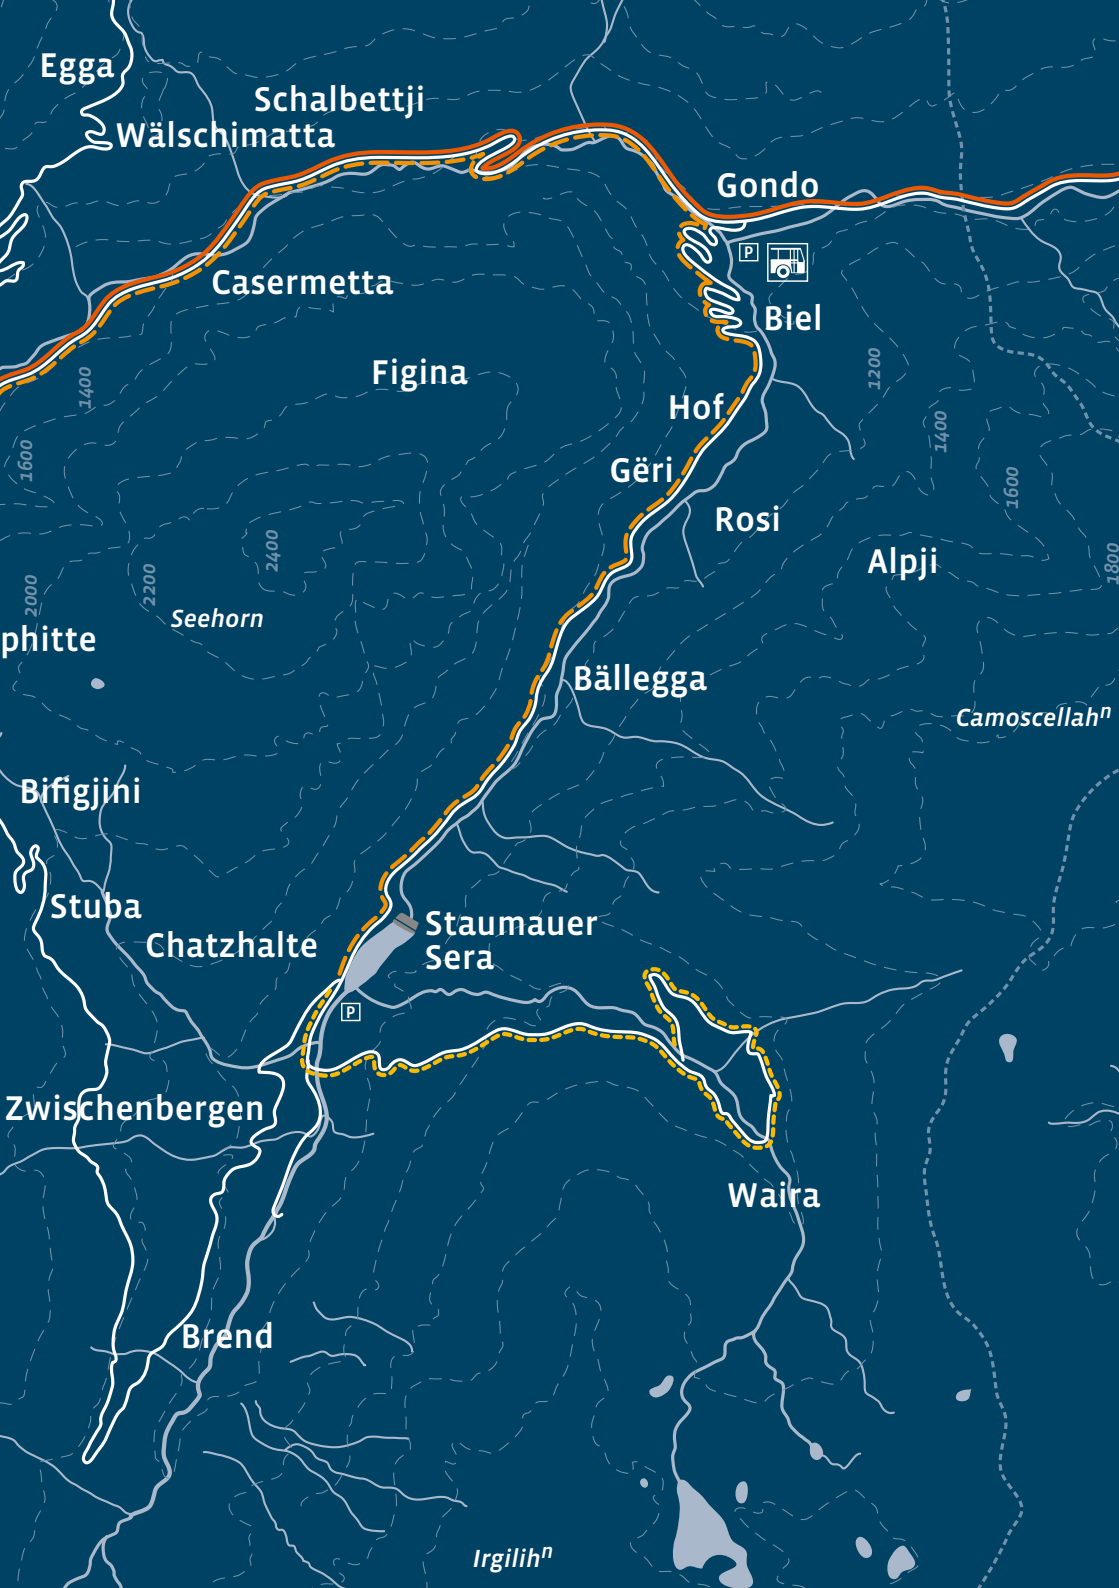 Egga
Schalbettji
Wälschimatta
Gondo
P
Casermetta
Biel
Figina
1200
1400
Hof
1400
1600
Gëri
1600
Rosi
2400
Alpji
1800
2200
2000
Seehorn
phitte
Bällegga
Camoscellahⁿ
Bifigjini
Stuba
Staumauer
Sera
Chatzhalte
P
Zwischenbergen
Waira
Brend
Irgilihⁿ